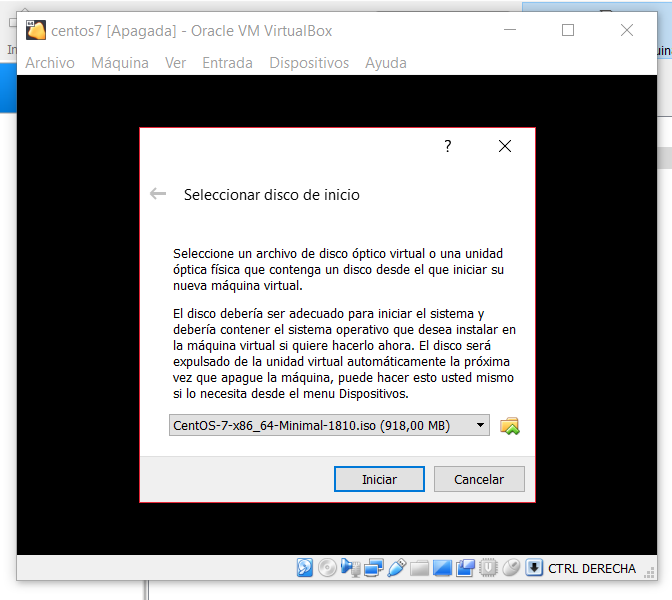 centos7 [Apagada] - Oracle VM VirtualBox
Archivo Máquina Ver Entrada Dispositivos Ayuda
?
Seleccionar disco de inicio
Seleccione un archivo de disco óptico virtual o una unidad
óptica física que contenga un disco desde el que iniciar su
nueva máquina virtual.
El disco debería ser adecuado para iniciar el sistema y
debería contener el sistema operativo que desea instalar en
la máquina virtual si quiere hacerlo ahora. El disco será
expulsado de la unidad virtual automáticamente la próxima
vez que apague la máquina, puede hacer esto usted mismo
si lo necesita desde el menu Dispositivos.
CentOS-7-x86_64-Minimal-1810.iso (918,00 MB)
Iniciar Cancelar
CTRL DERECHA